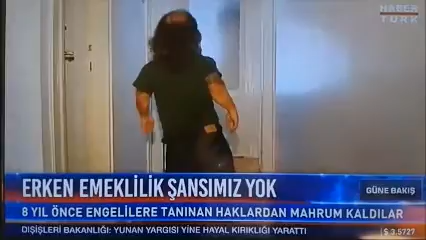 HABER
TÜRK
ERKEN EMEKLİLİK ŞANSIMIZ YOK
GÜNE BAKIŞ
8 YIL ÖNCE ENGELİLERE TANINAN HAKLARDAN MAHRUM KALDILAR
DIŞİŞLERİ BAKANLIĞI: YUNAN YARGISI YİNE HAYAL KIRIKLIĞI YARATTI
$ 3.5727